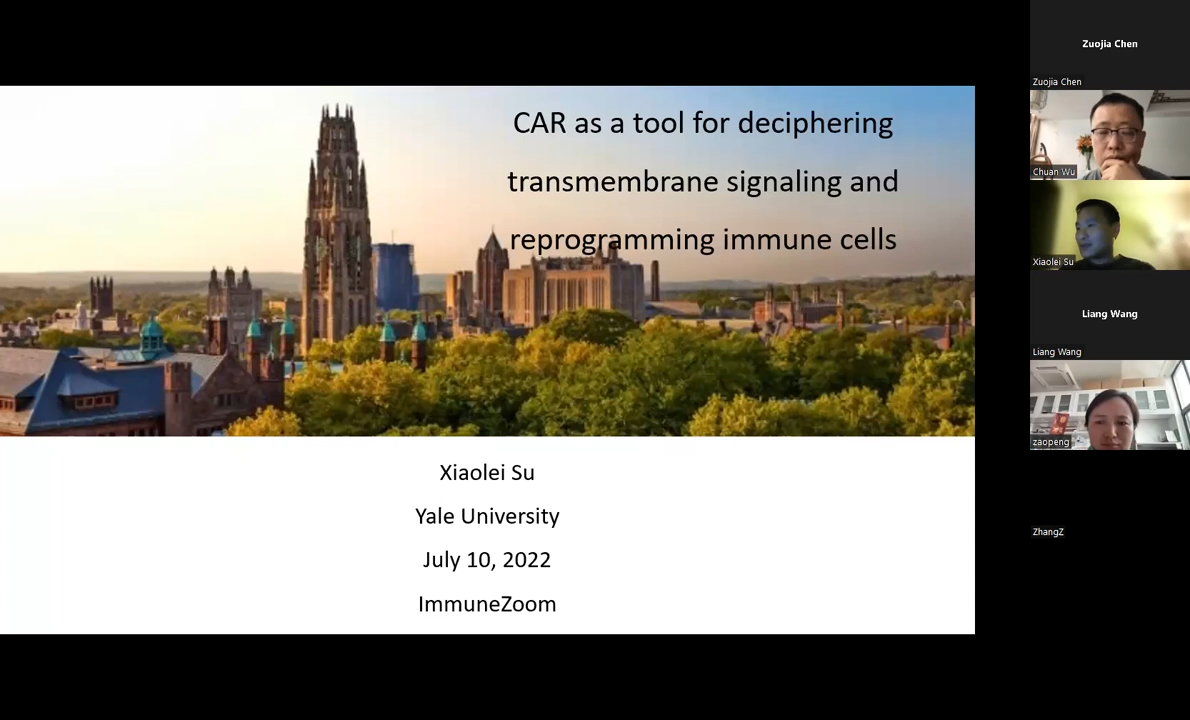 CAR as a tool for deciphering
transmembrane signaling and
reprogramming immune cells
Xiaolei Su
Yale University
July 10, 2022
ImmuneZoom
Zuojia Chen
Zuojia Chen
Chuan Wu
Xiaolei Su
Liang Wang
Liang Wang
zaopeng
ZhangZ